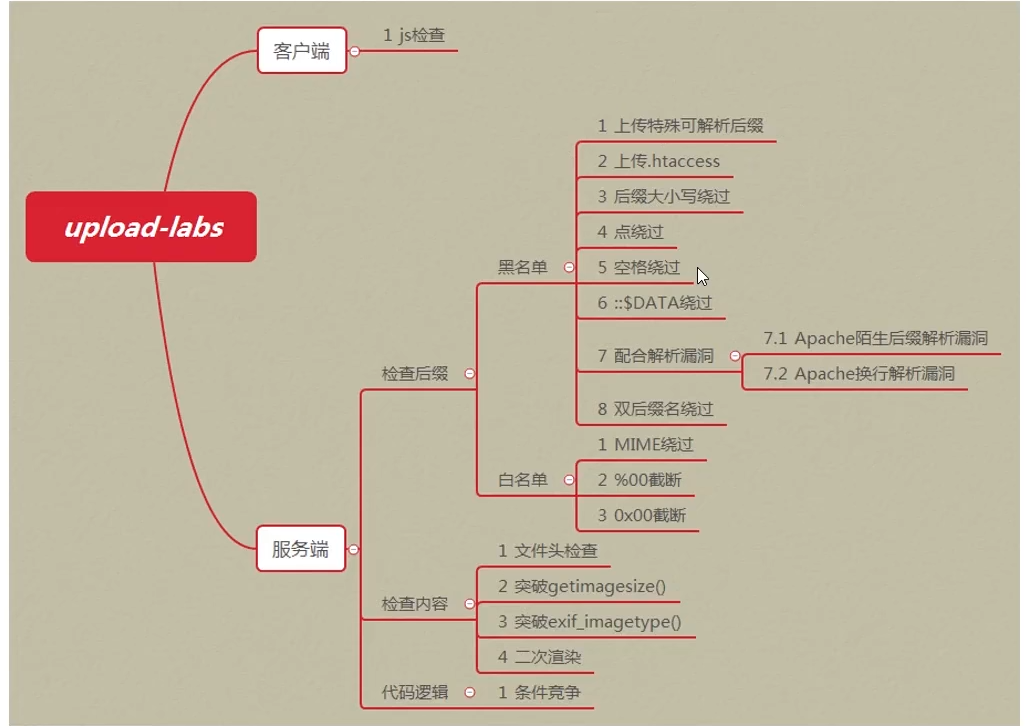 upload-labs
客户端
1 js检查
服务端
检查后缀
黑名单
1 上传特殊可解析后缀
2 上传.htaccess
3 后缀大小写绕过
4 点绕过
5 空格绕过
6 ::$DATA绕过
7 配合解析漏洞
7.1 Apache陌生后缀解析漏洞
7.2 Apache换行解析漏洞
8 双后缀名绕过
白名单
1 MIME绕过
2 %00截断
3 0x00截断
检查内容
1 文件头检查
2 突破getimagesize()
3 突破exif_imagetype()
4 二次渲染
代码逻辑
1 条件竞争